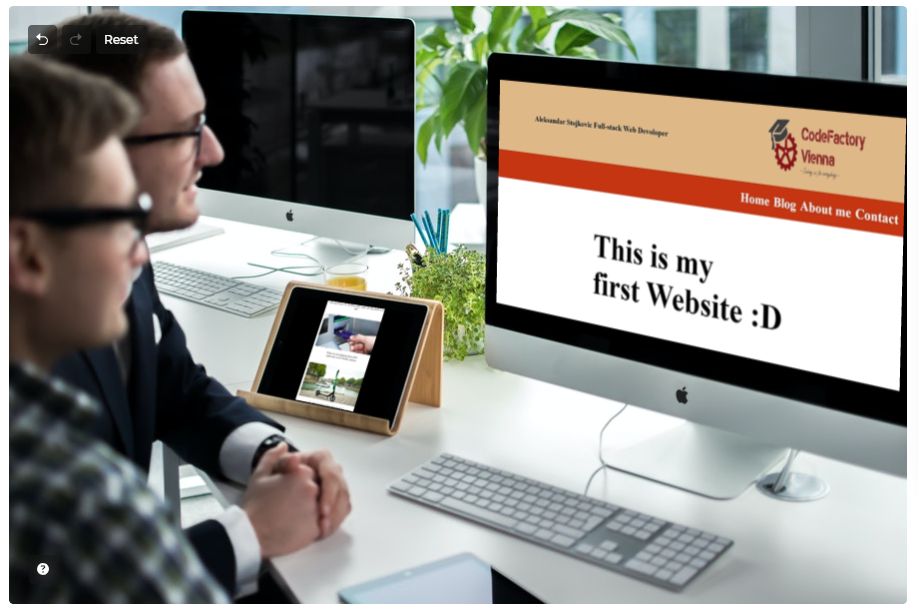 Reset
Aleksandar Stojkovic Full-stack Web Developer
CodeFactory
Vienna
Home Blog About me Contact
This is my
first Website :D
?